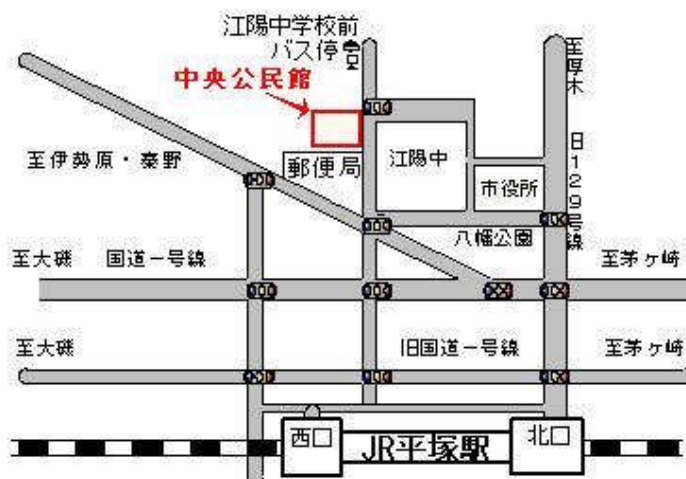 江陽中学校前
バス停
中央公民館
至厚木
至伊勢原・秦野
郵便局
江陽中
市役所
旧129号線
八幡公園
至大磯
国道一号線
至茅ヶ崎
至大磯
旧国道一号線
至茅ヶ崎
西口
JR平塚駅
北口